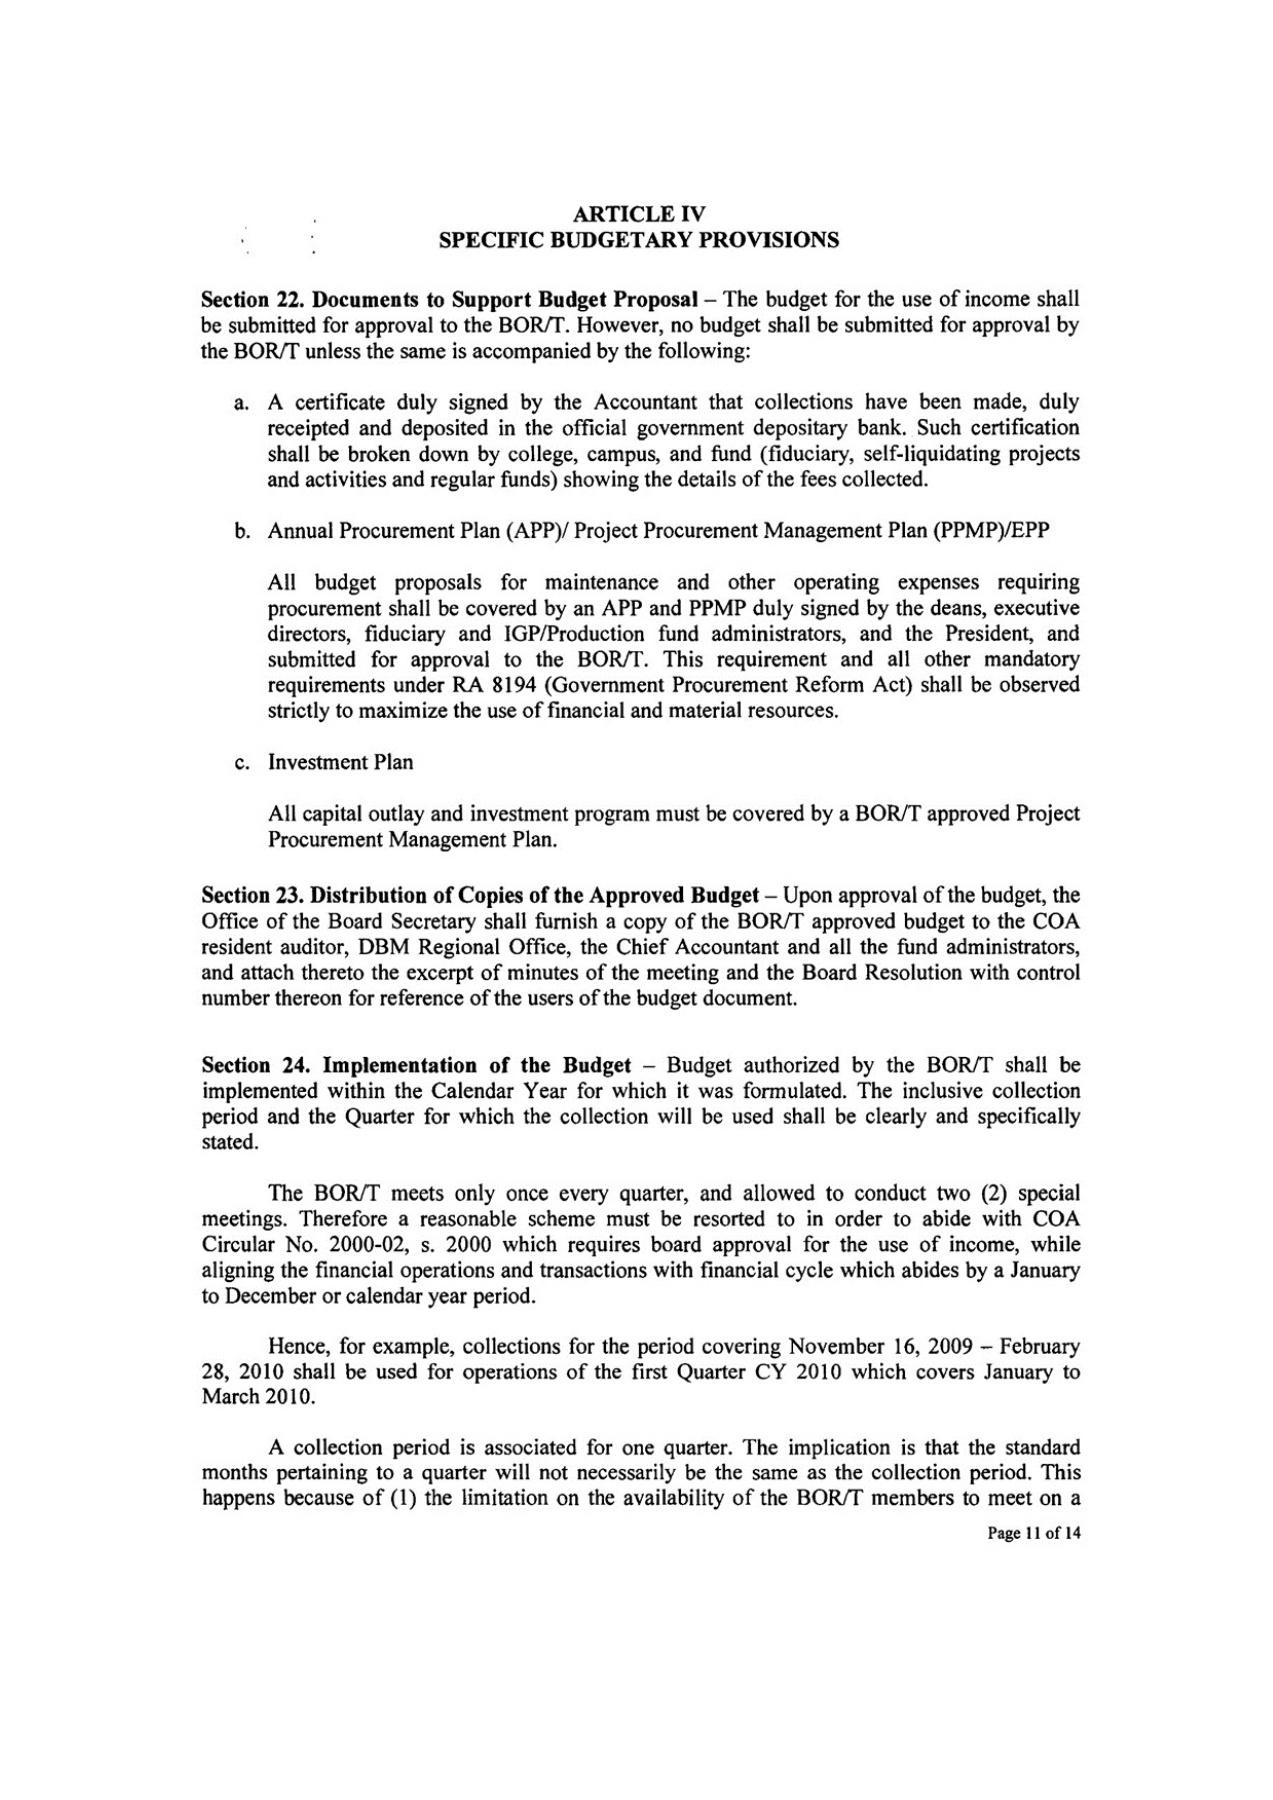 ARTICLE IV
SPECIFIC BUDGETARY PROVISIONS
Section 22. Documents to Support Budget Proposal – The budget for the use of income shall
be submitted for approval to the BOR/T. However, no budget shall be submitted for approval by
the BOR/T unless the same is accompanied by the following:
a. A certificate duly signed by the Accountant that collections have been made, duly
receipted and deposited in the official government depositary bank. Such certification
shall be broken down by college, campus, and fund (fiduciary, self-liquidating projects
and activities and regular funds) showing the details of the fees collected.
b. Annual Procurement Plan (APP)/ Project Procurement Management Plan (PPMP)/EPP
All budget proposals for maintenance and other operating expenses requiring
procurement shall be covered by an APP and PPMP duly signed by the deans, executive
directors, fiduciary and IGP/Production fund administrators, and the President, and
submitted for approval to the BOR/T. This requirement and all other mandatory
requirements under RA 8194 (Government Procurement Reform Act) shall be observed
strictly to maximize the use of financial and material resources.
c. Investment Plan
All capital outlay and investment program must be covered by a BOR/T approved Project
Procurement Management Plan.
Section 23. Distribution of Copies of the Approved Budget – Upon approval of the budget, the
Office of the Board Secretary shall furnish a copy of the BOR/T approved budget to the COA
resident auditor, DBM Regional Office, the Chief Accountant and all the fund administrators,
and attach thereto the excerpt of minutes of the meeting and the Board Resolution with control
number thereon for reference of the users of the budget document.
Section 24. Implementation of the Budget – Budget authorized by the BOR/T shall be
implemented within the Calendar Year for which it was formulated. The inclusive collection
period and the Quarter for which the collection will be used shall be clearly and specifically
stated.
The BOR/T meets only once every quarter, and allowed to conduct two (2) special
meetings. Therefore a reasonable scheme must be resorted to in order to abide with COA
Circular No. 2000-02, s. 2000 which requires board approval for the use of income, while
aligning the financial operations and transactions with financial cycle which abides by a January
to December or calendar year period.
Hence, for example, collections for the period covering November 16, 2009 – February
28, 2010 shall be used for operations of the first Quarter CY 2010 which covers January to
March 2010.
A collection period is associated for one quarter. The implication is that the standard
months pertaining to a quarter will not necessarily be the same as the collection period. This
happens because of (1) the limitation on the availability of the BOR/T members to meet on a
Page 11 of 14